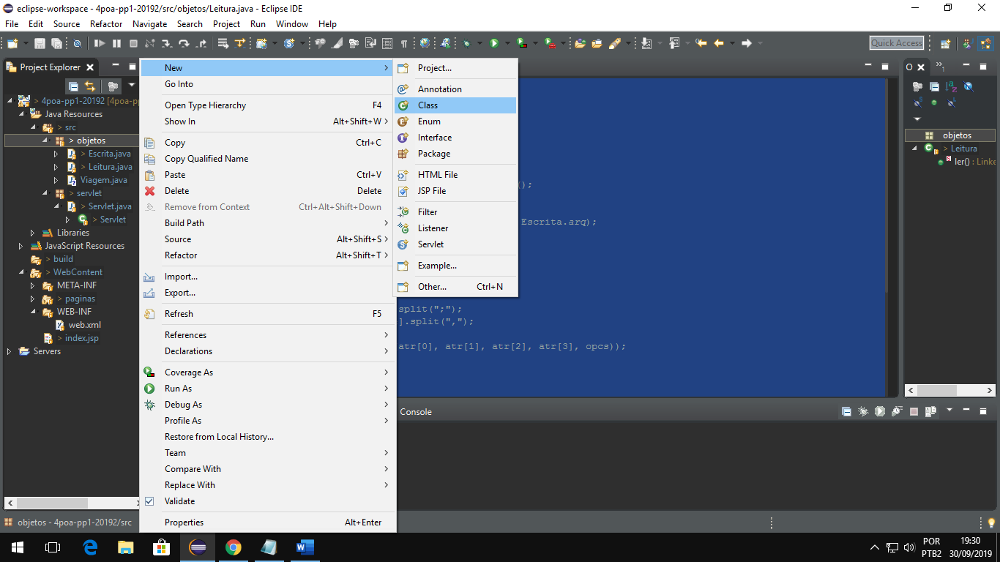 eclipse-workspace - 4poa-pp1-20192/src/objetos/Leitura.java - Eclipse IDE
File Edit Source Refactor Navigate Search Project Run Window Help
Quick Access
Project Explorer
> 4poa-pp1-20192 [4poa-p
Java Resources
> src
> objetos
> Escrita.java
> Leitura.java
> Viagem.java
> servlet
> Servlet.java
> Servlet
Libraries
JavaScript Resources
> build
> WebContent
META-INF
> paginas
WEB-INF
web.xml
> index.jsp
Servers
New
Go Into
Open Type Hierarchy F4
Show In Alt+Shift+W
Copy Ctrl+C
Copy Qualified Name
Paste Ctrl+V
Delete Delete
Remove from Context Ctrl+Alt+Shift+Down
Build Path
Source Alt+Shift+S
Refactor Alt+Shift+T
Import...
Export...
Refresh F5
References
Declarations
Coverage As
Run As
Debug As
Profile As
Restore from Local History...
Team
Compare With
Replace With
Validate
Properties Alt+Enter
Project...
Annotation
Class
Enum
Interface
Package
HTML File
JSP File
Filter
Listener
Servlet
Example...
Other... Ctrl+N
();
Escrita.arq);
split(";");
].split(",");
atr[0], atr[1], atr[2], atr[3], opcs));
O
objetos
> Leitura
ler() : Linke
Console
objetos - 4poa-pp1-20192/src
POR
PTB2
19:30
30/09/2019